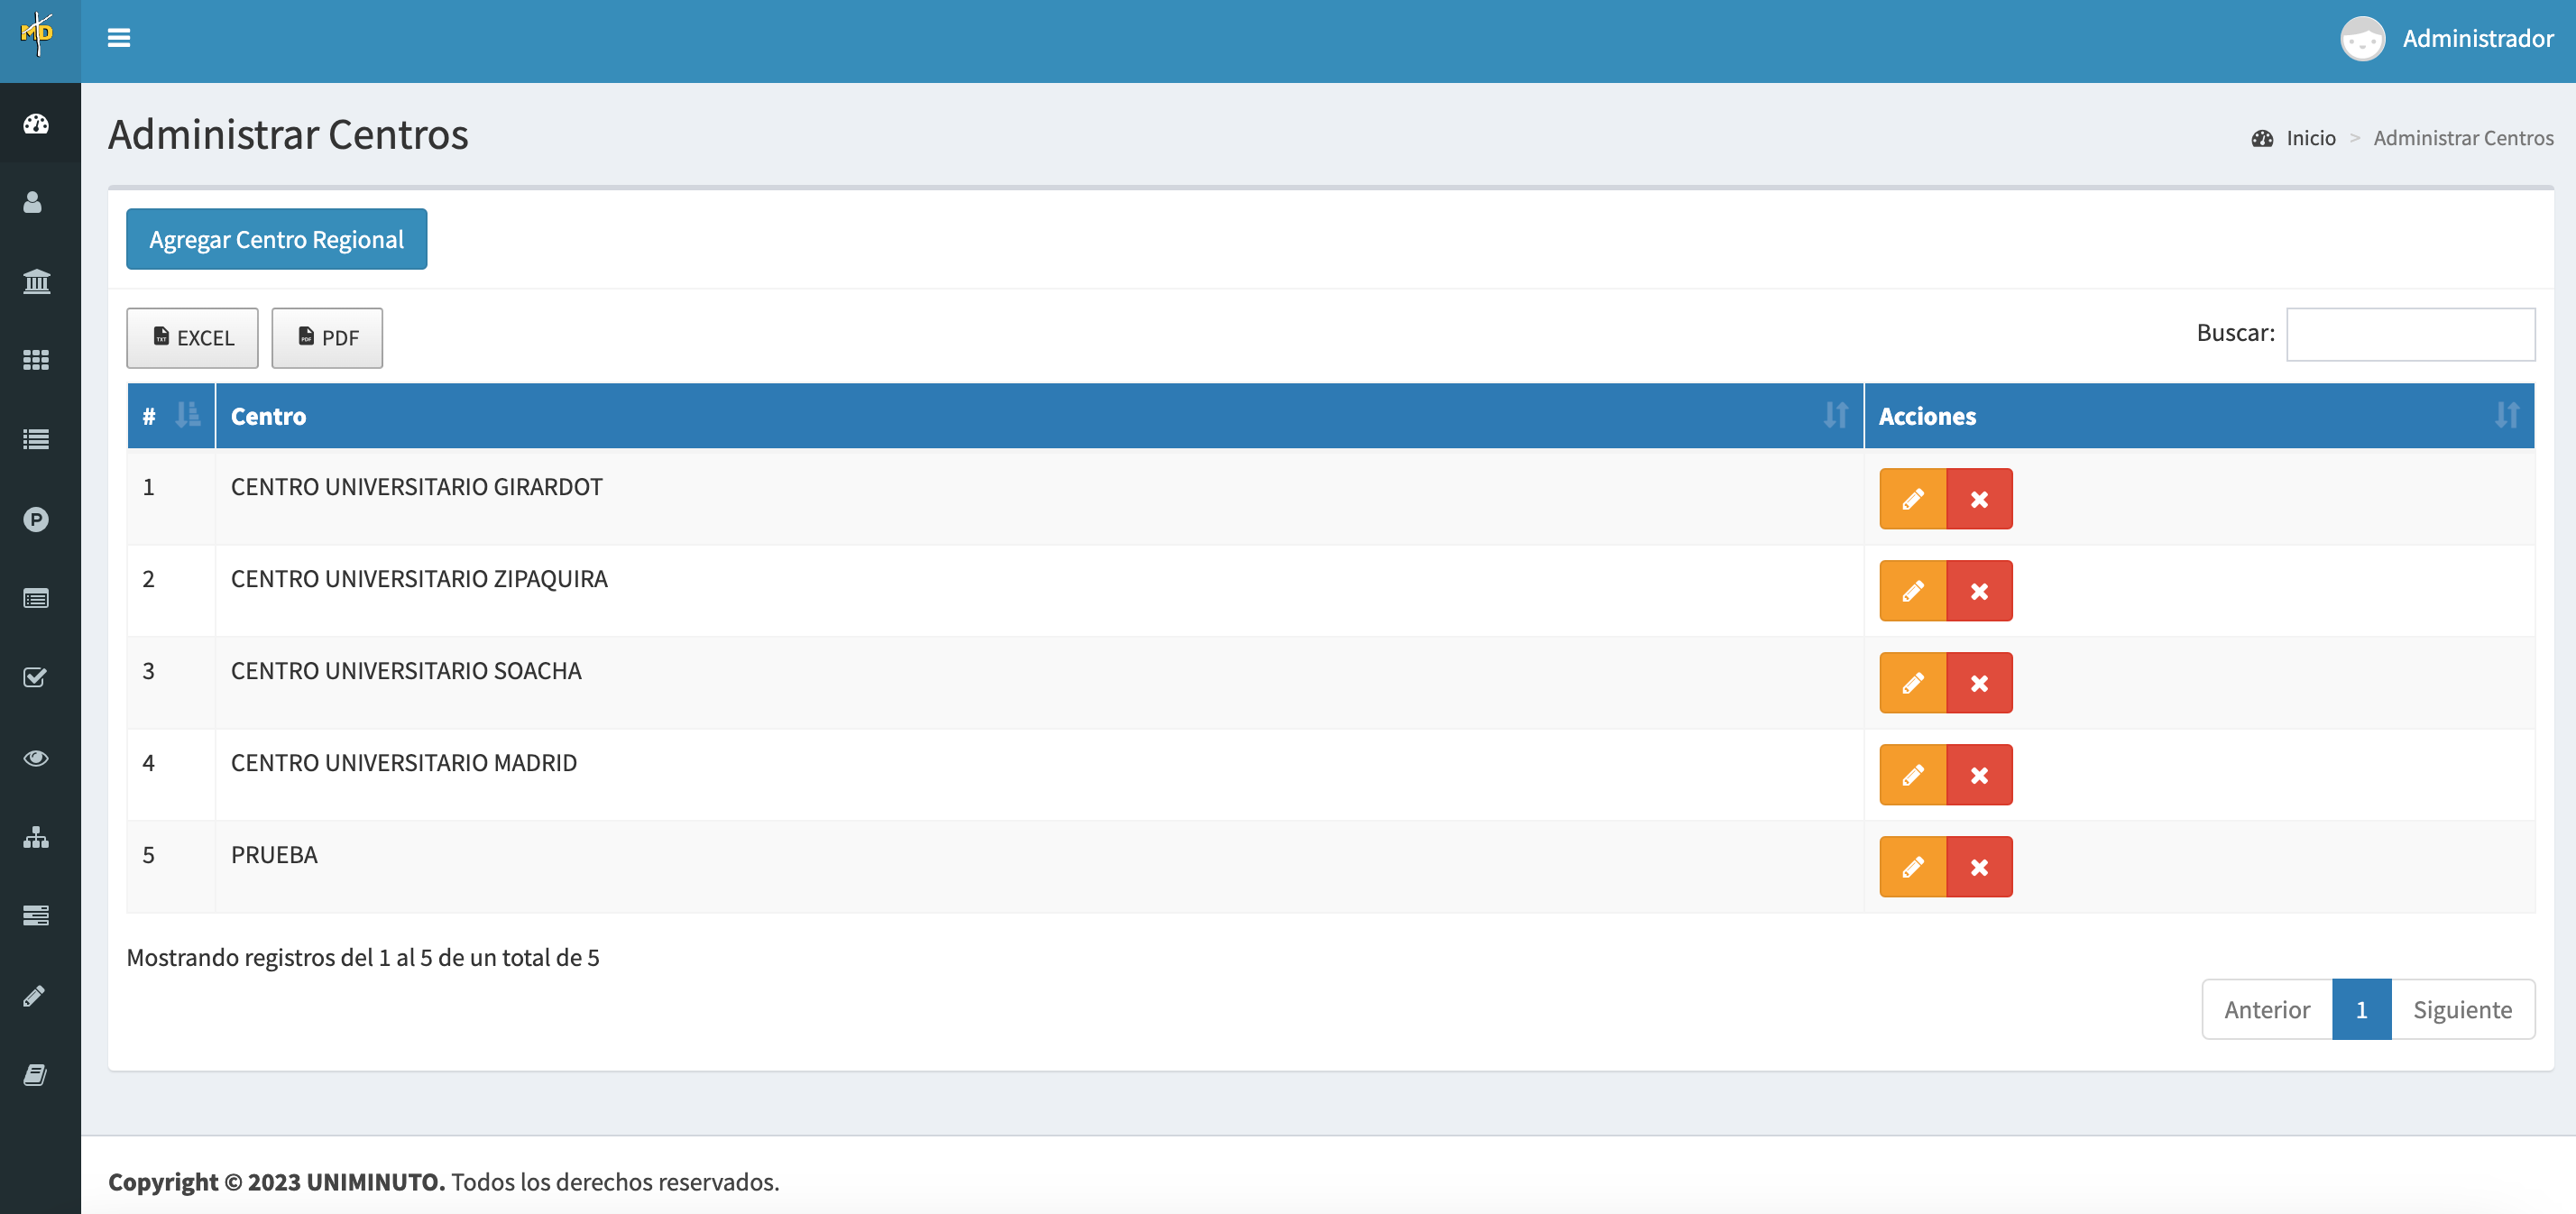 MD
Administrador
Administrar Centros
Inicio > Administrar Centros
Agregar Centro Regional
EXCEL
PDF
Buscar:
# Centro Acciones
1 CENTRO UNIVERSITARIO GIRARDOT
2 CENTRO UNIVERSITARIO ZIPAQUIRA
3 CENTRO UNIVERSITARIO SOACHA
4 CENTRO UNIVERSITARIO MADRID
5 PRUEBA
Mostrando registros del 1 al 5 de un total de 5
Anterior 1 Siguiente
Copyright © 2023 UNIMINUTO. Todos los derechos reservados.